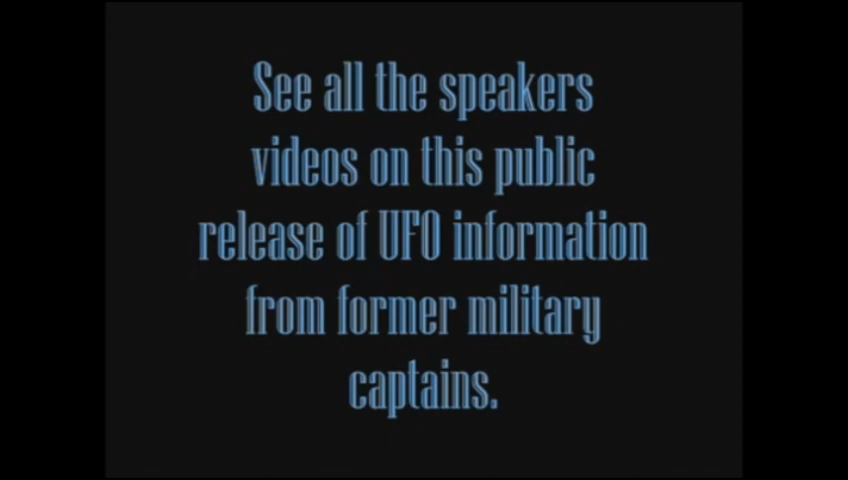 See all the speakers
videos on this public
release of UFO information
from former military
captains.